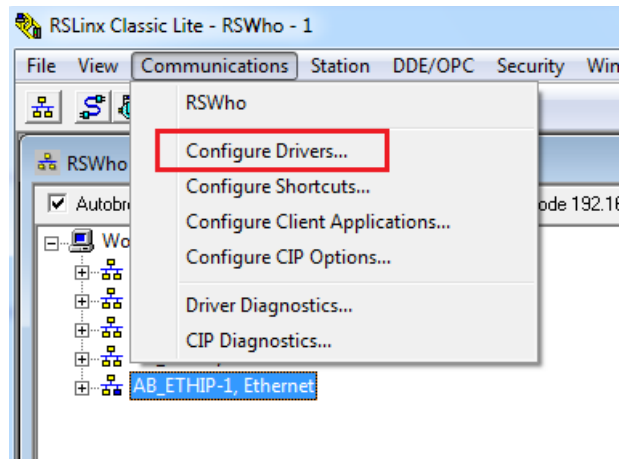 RSLinx Classic Lite - RSWho - 1
File View Communications Station DDE/OPC Security
RSWho
Configure Drivers...
RSWho
Configure Shortcuts...
Configure Client Applications...
Configure CIP Options...
Driver Diagnostics...
CIP Diagnostics...
AB_ETHIP-1, Ethernet